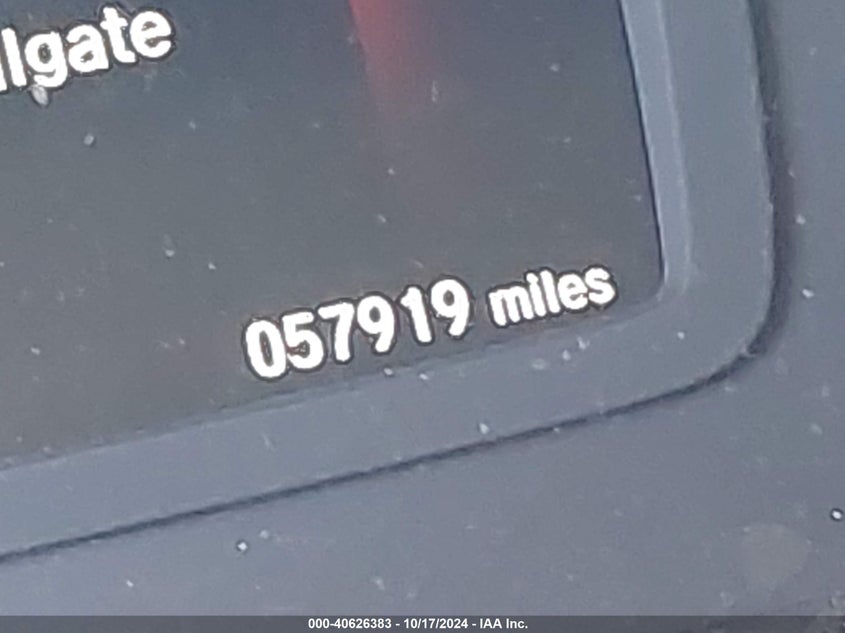 lgate
057919 miles
000-40626383 - 10/17/2024 - IAA Inc.